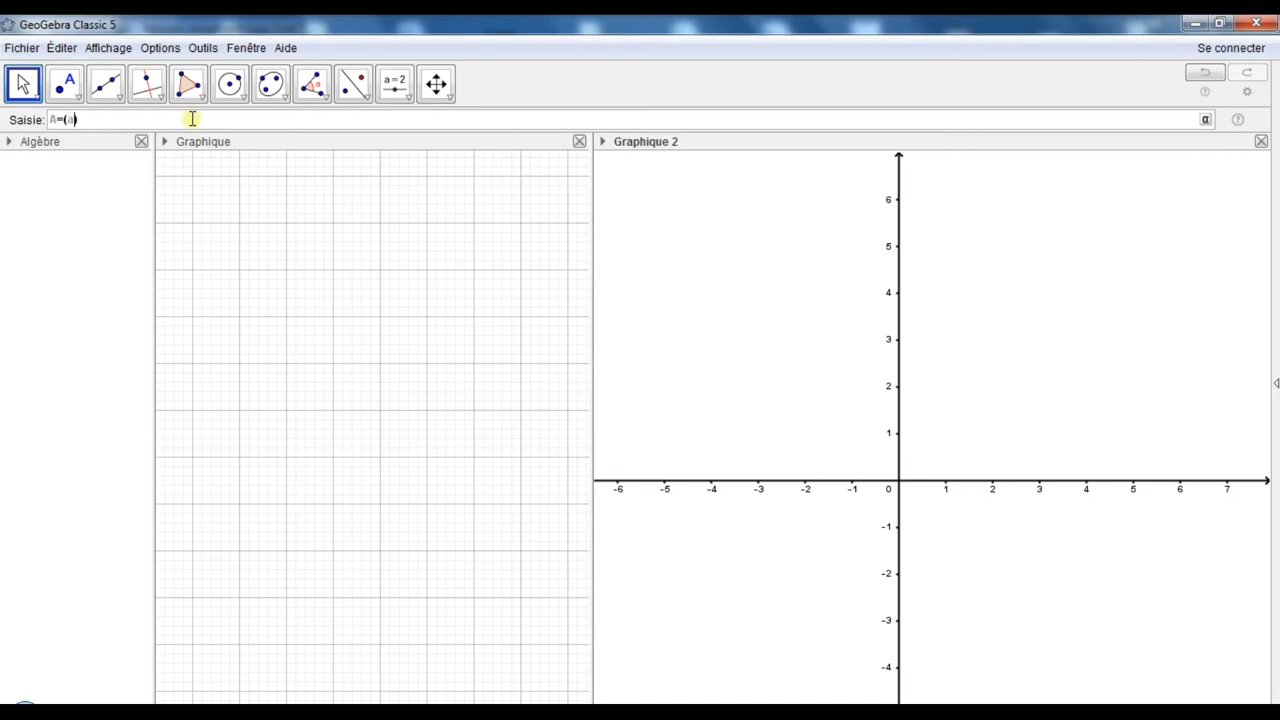 GeoGebra Classic 5
Fichier Éditer Affichage Options Outils Fenêtre Aide Se connecter
A a=2
Saisie: A=(a)
Algèbre Graphique Graphique 2
6
5
4
3
2
1
-6 -5 -4 -3 -2 -1 0 1 2 3 4 5 6 7
-1
-2
-3
-4